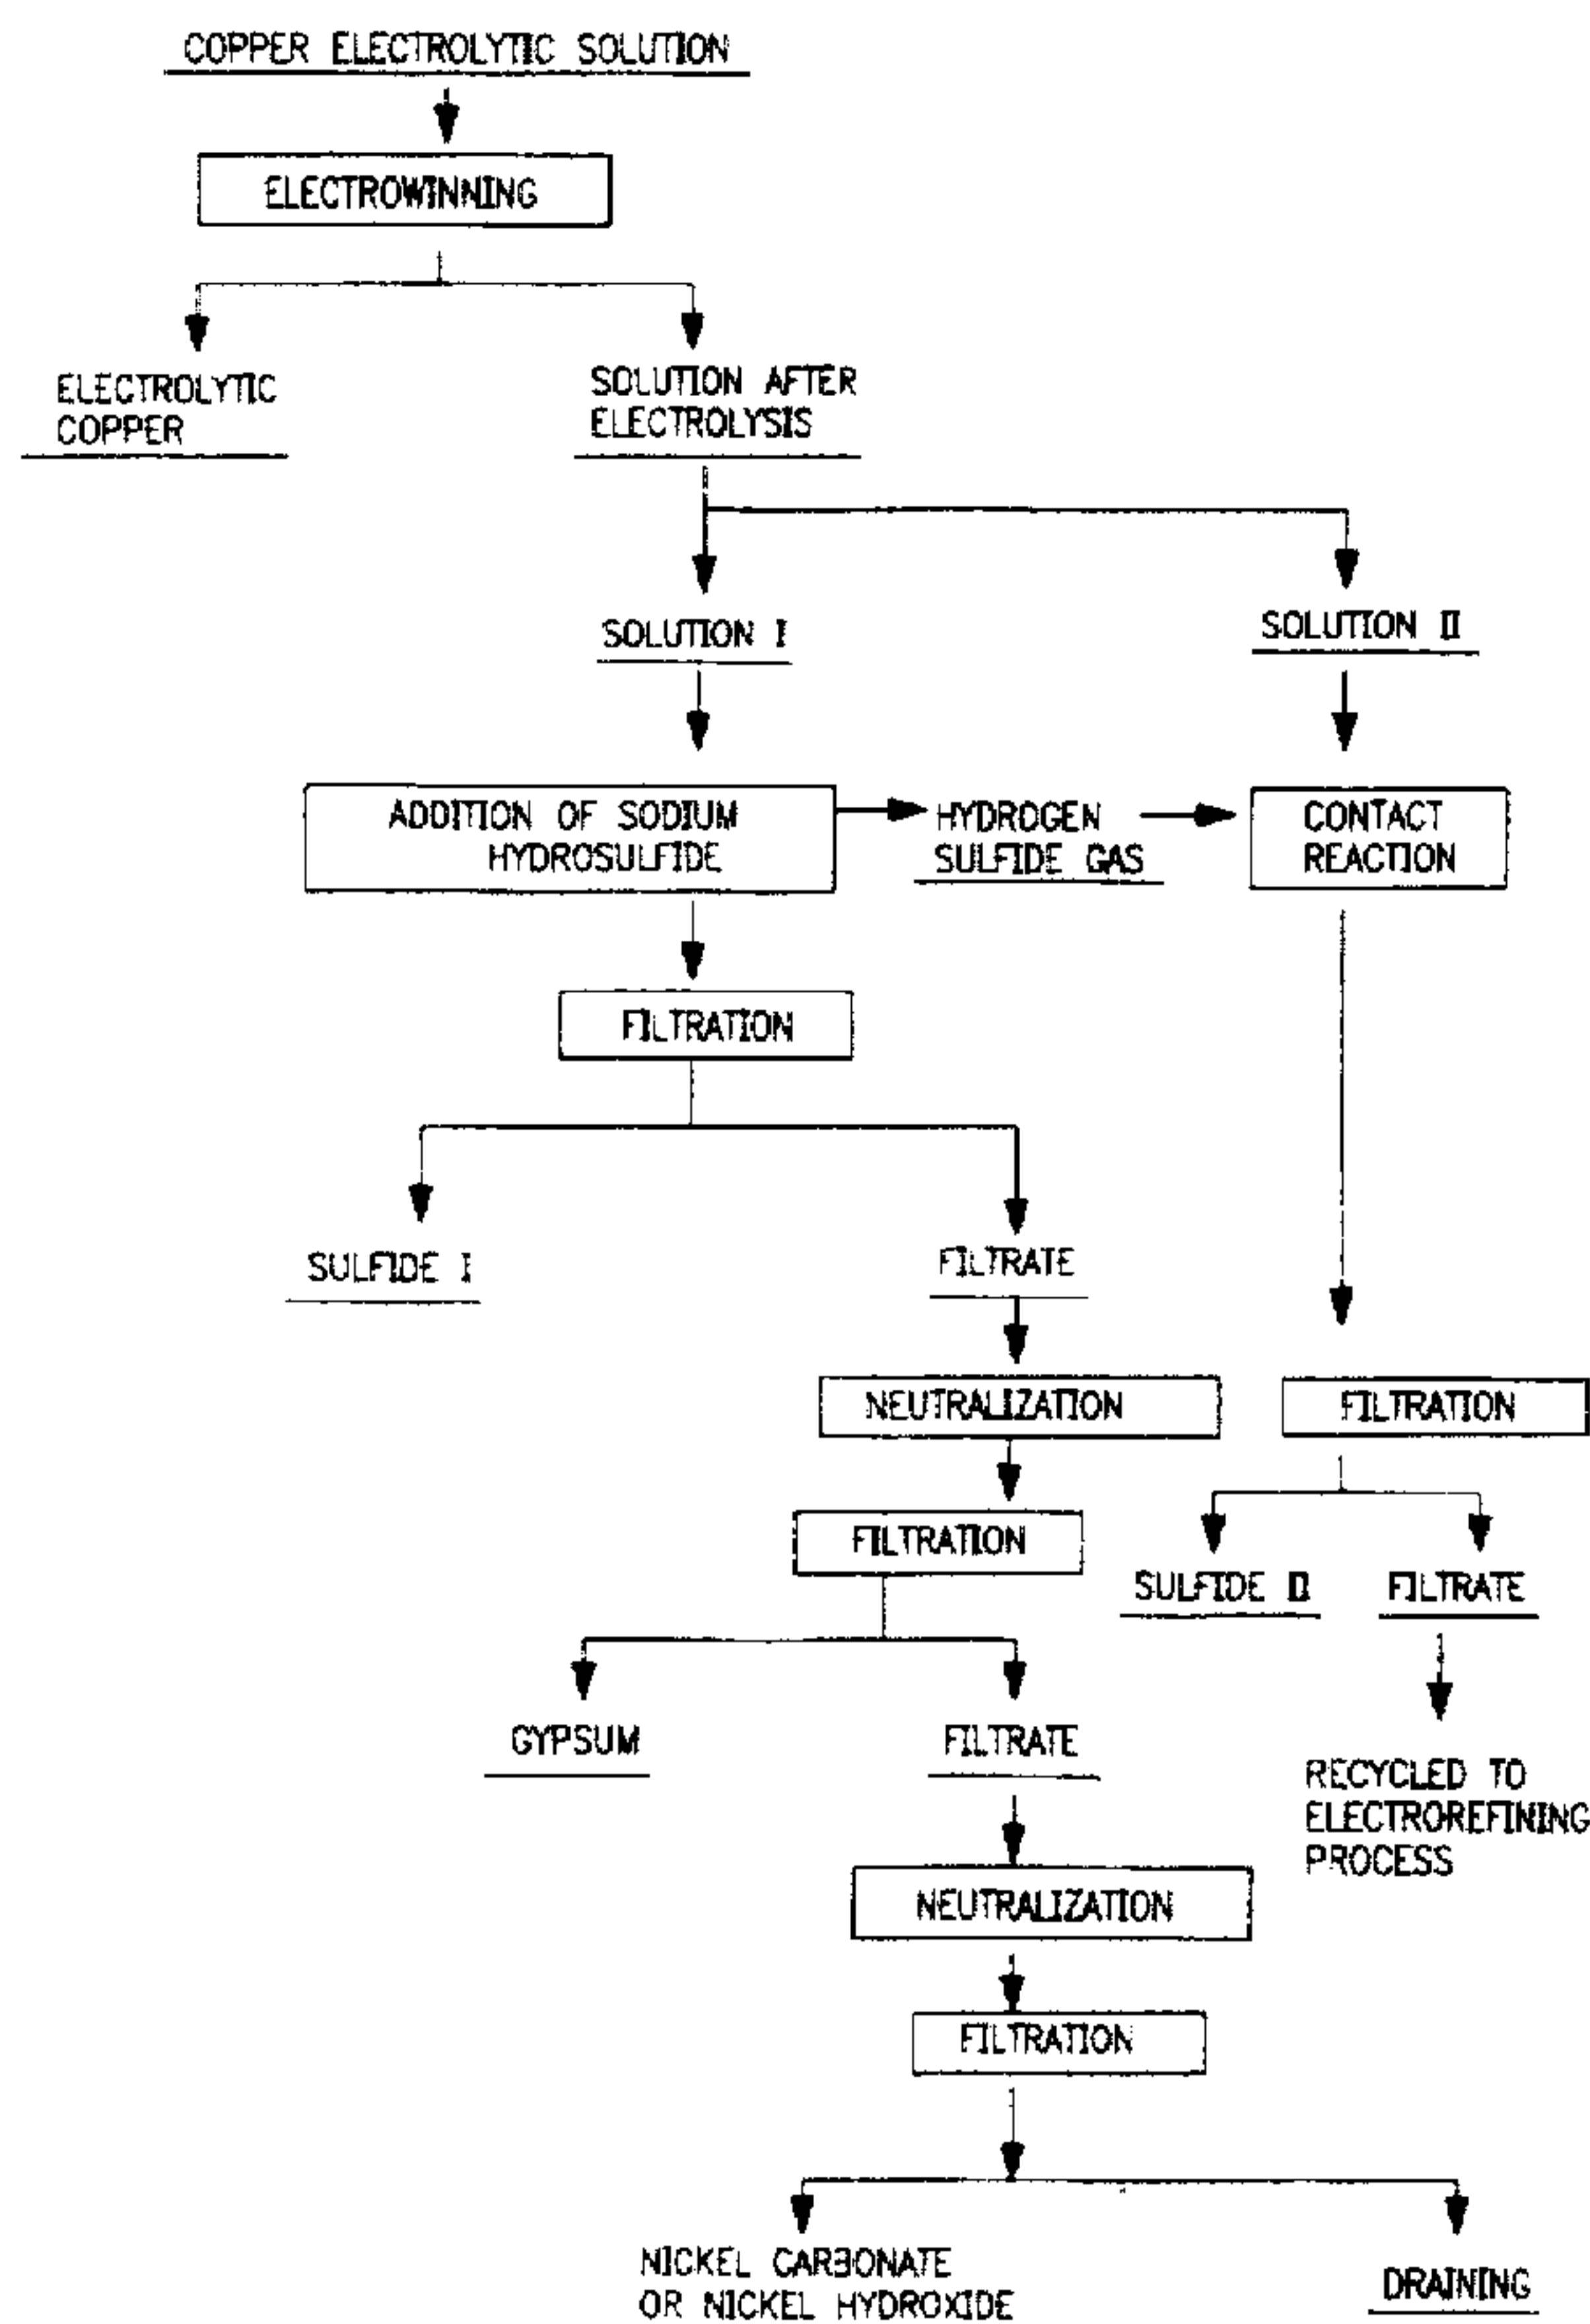 COPPER ELECTROLYTIC SOLUTION
ELECTROWINNING
ELECTROLYTIC
COPPER
SOLUTION AFTER
ELECTROLYSIS
SOLUTION I
SOLUTION II
ADDITION OF SODIUM
HYDROSULFIDE
HYDROGEN
SULFIDE GAS
CONTACT
REACTION
FILTRATION
SULFIDE I
FILTRATE
NEUTRALIZATION
FILTRATION
FILTRATION
SULFIDE II
FILTRATE
GYPSUM
FILTRATE
RECYCLED TO
ELECTROREFINING
PROCESS
NEUTRALIZATION
FILTRATION
NICKEL CARBONATE
OR NICKEL HYDROXIDE
DRAINING